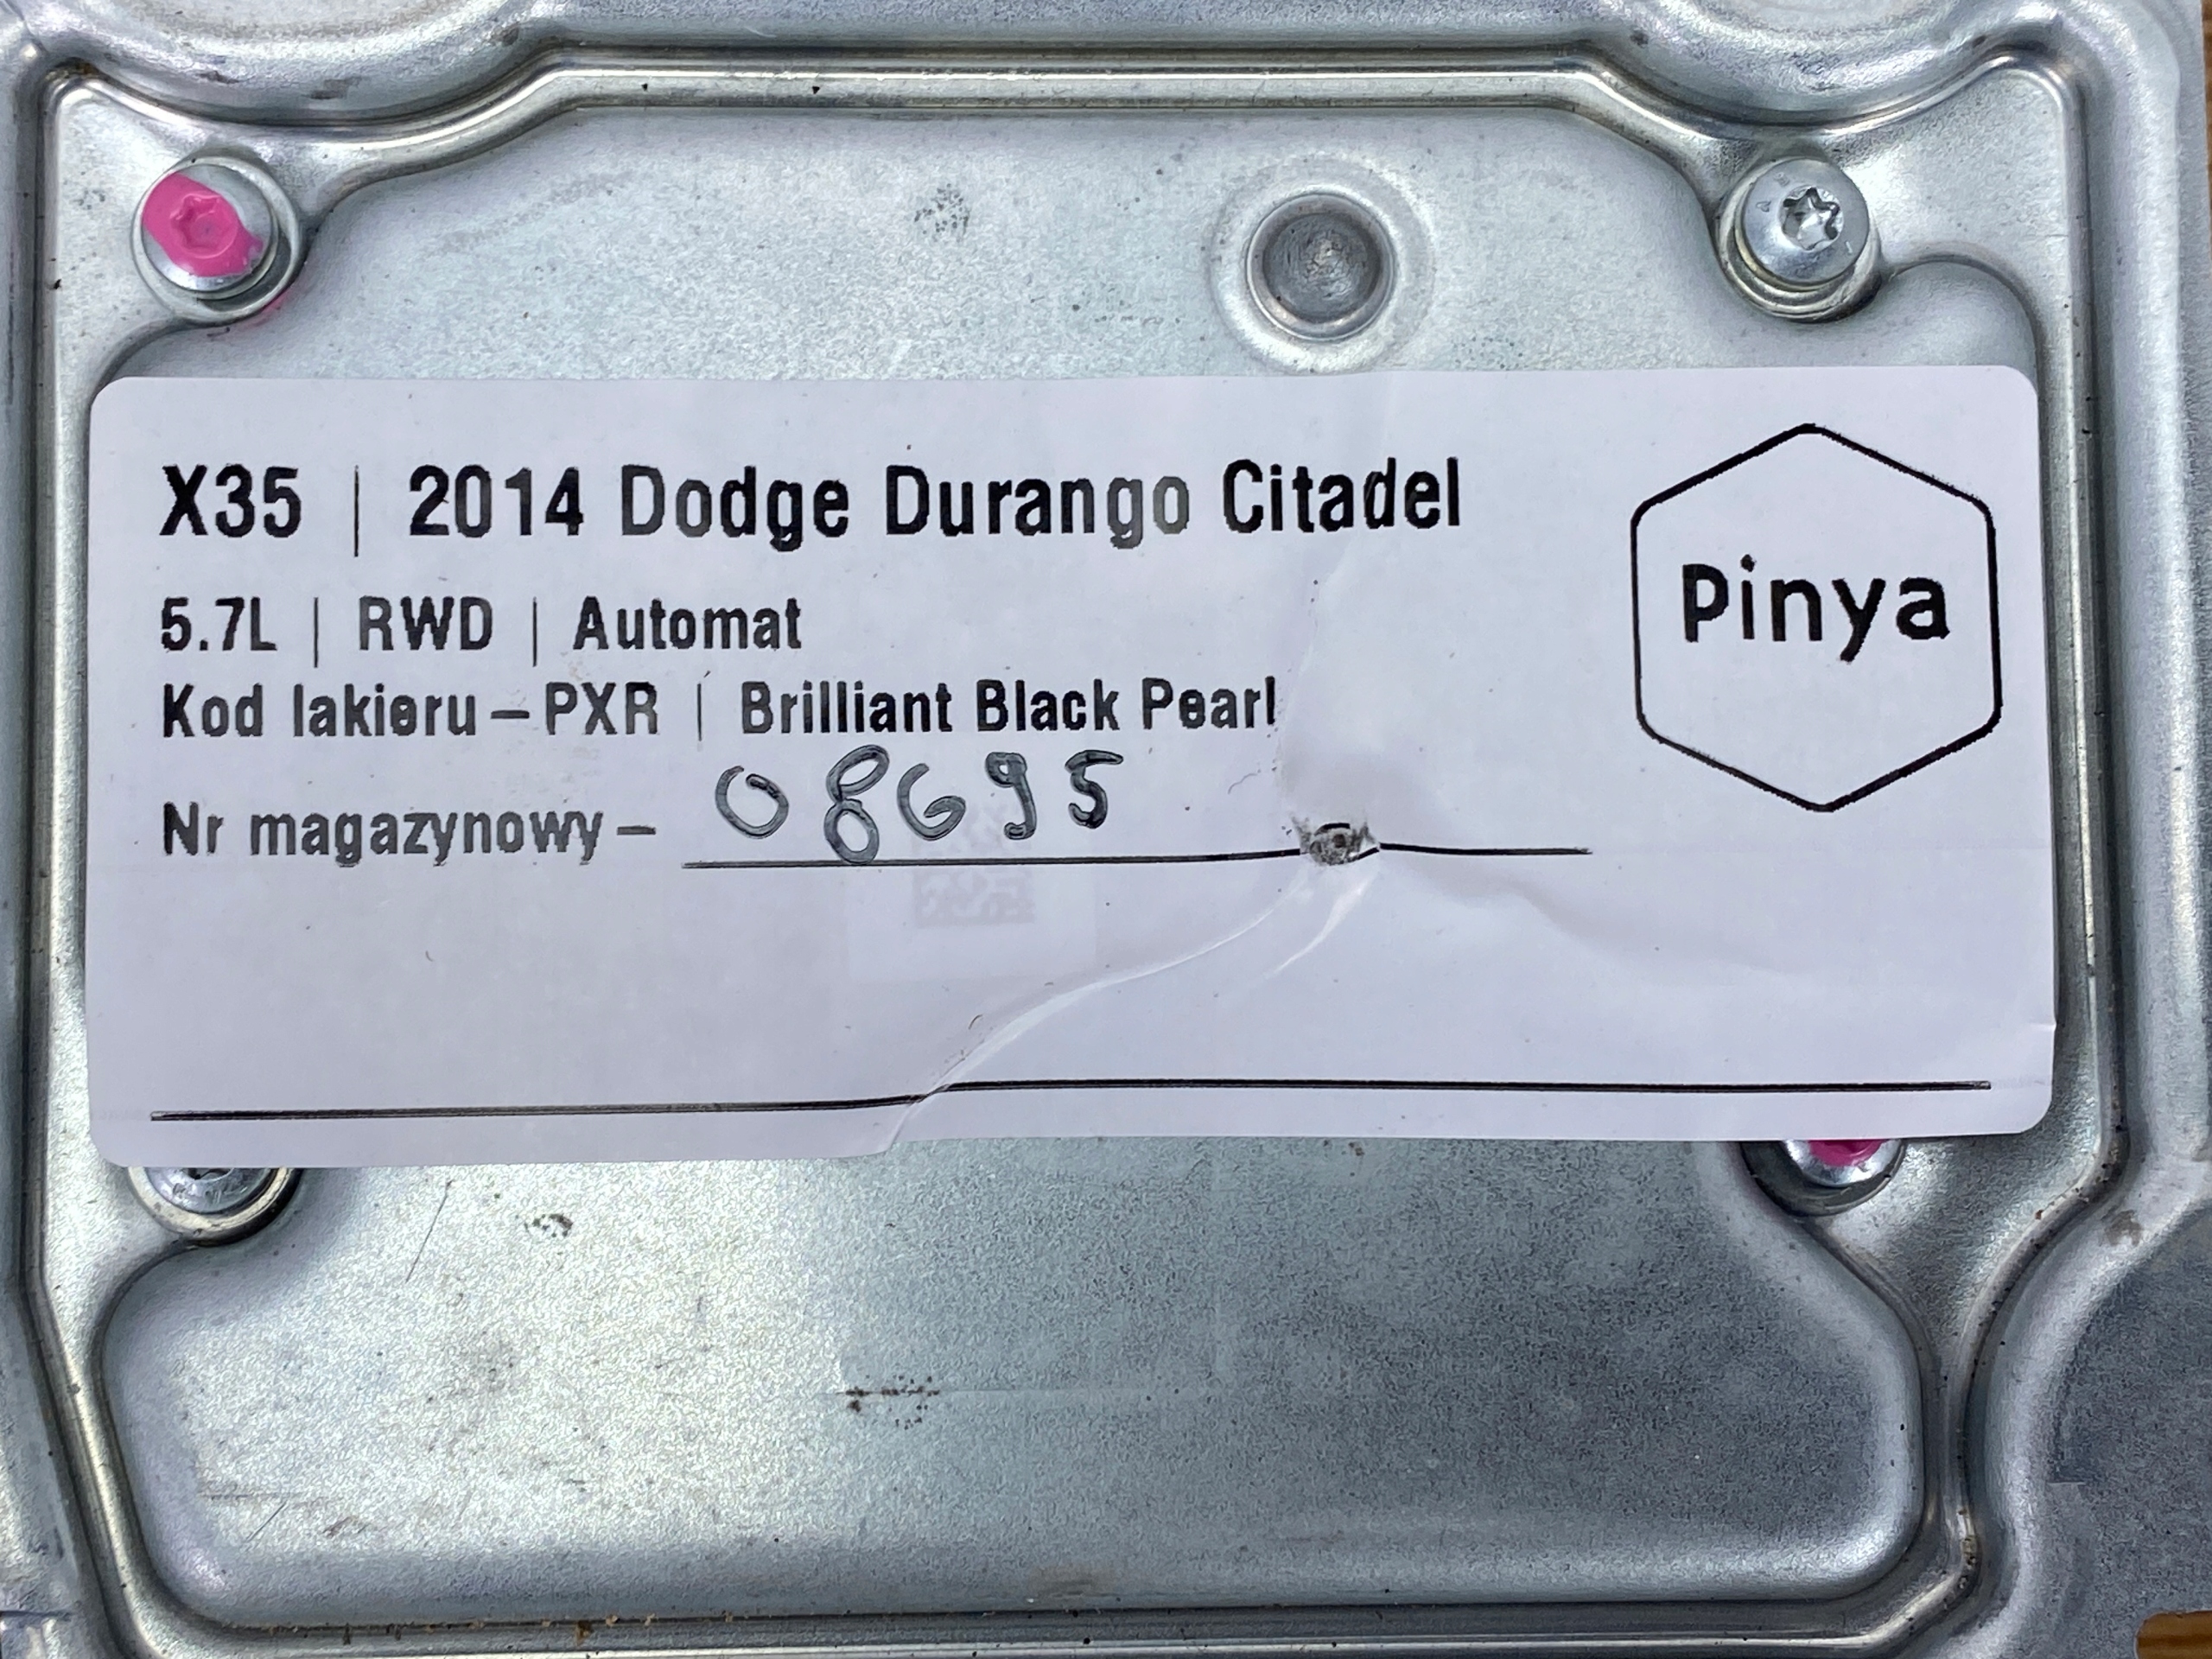 X35 | 2014 Dodge Durango Citadel
5.7L | RWD | Automat
Kod lakieru – PXR | Brilliant Black Pearl
Nr magazynowy – 08695
Pinya